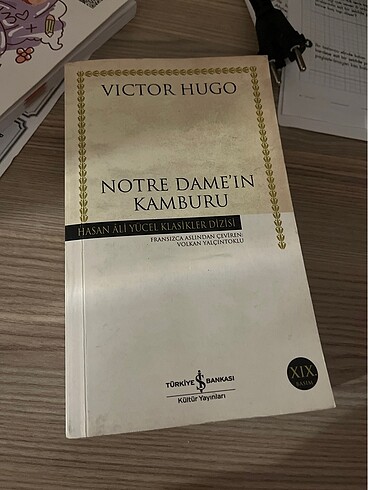 VICTOR HUGO
NOTRE DAME'IN
KAMBURU
HASAN ÂLİ YÜCEL KLASİKLER DİZİSİ
FRANSIZCA ASLINDAN ÇEVİREN:
VOLKAN YALÇINTOKLU
TÜRKİYE İŞ BANKASI
Kültür Yayınları
XIX.
BASIM